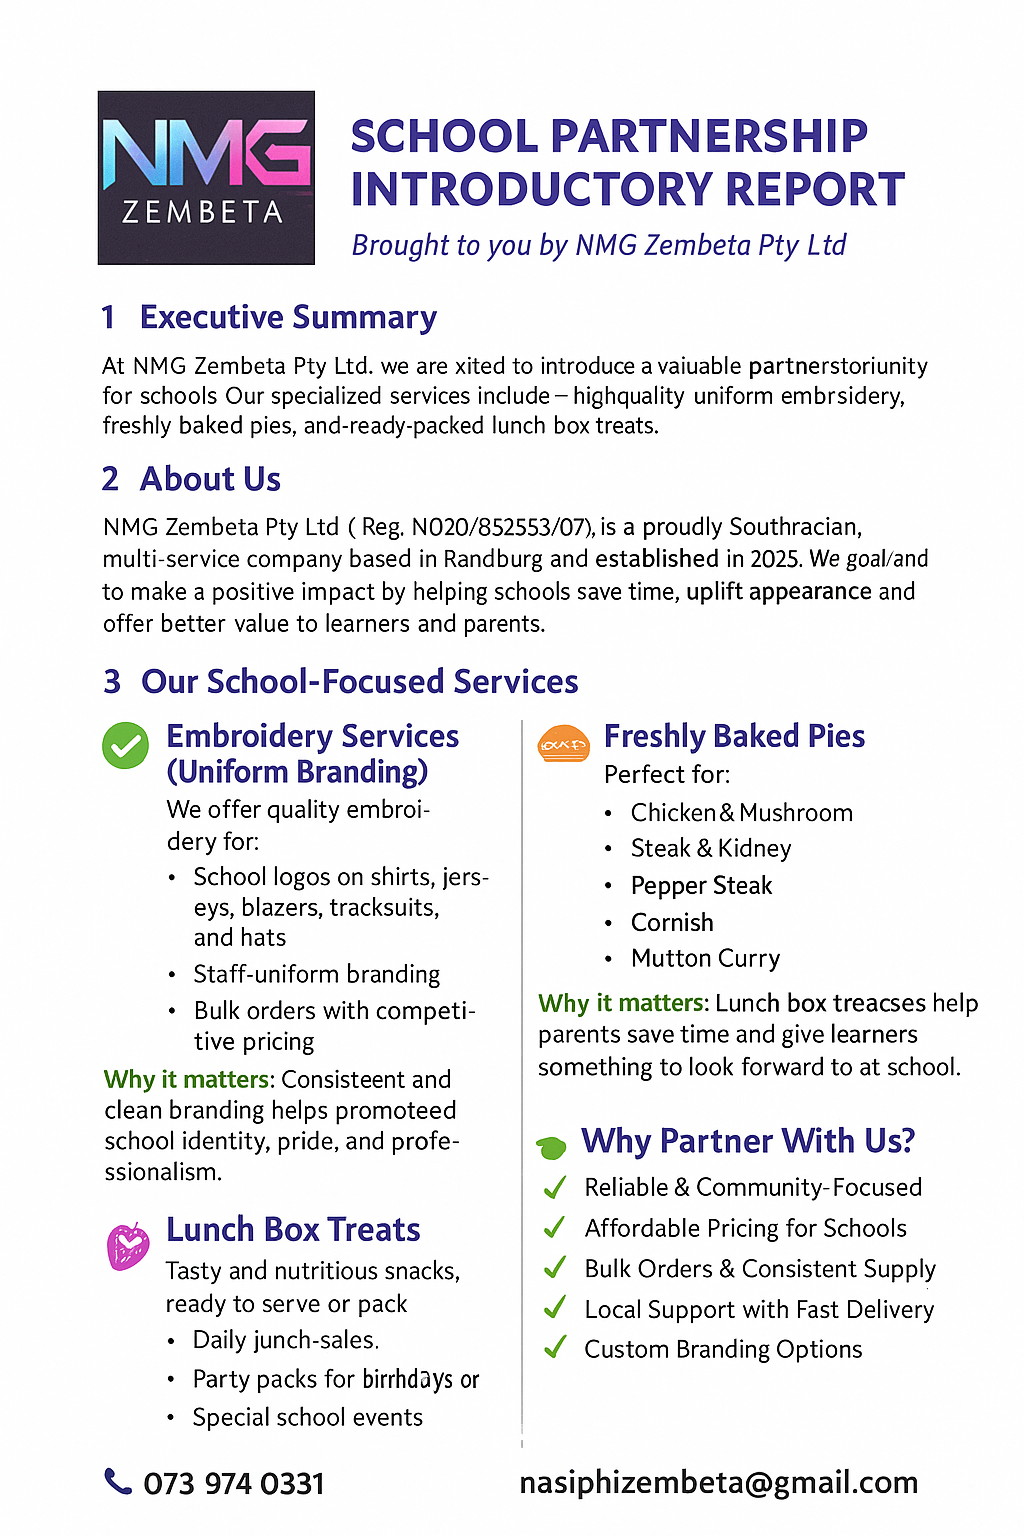 NMG
ZEMBETA
SCHOOL PARTNERSHIP
INTRODUCTORY REPORT
Brought to you by NMG Zembeta Pty Ltd
1 Executive Summary
At NMG Zembeta Pty Ltd. we are xited to introduce a vaiuable partnerstoriunity
for schools Our specialized services include – highquality uniform embrsidery,
freshly baked pies, and-ready-packed lunch box treats.
2 About Us
NMG Zembeta Pty Ltd ( Reg. NO20/852553/07), is a proudly Southracian,
multi-service company based in Randburg and established in 2025. We goal/and
to make a positive impact by helping schools save time, uplift appearance and
offer better value to learners and parents.
3 Our School-Focused Services
Embroidery Services
(Uniform Branding)
We offer quality embroi-
dery for:
• School logos on shirts, jers-
eys, blazers, tracksuits,
and hats
• Staff-uniform branding
• Bulk orders with competi-
tive pricing
Why it matters: Consisteent and
clean branding helps promoteed
school identity, pride, and profe-
ssionalism.
Lunch Box Treats
Tasty and nutritious snacks,
ready to serve or pack
• Daily junch-sales.
• Party packs for birrhdays or
• Special school events
Freshly Baked Pies
Perfect for:
• Chicken & Mushroom
• Steak & Kidney
• Pepper Steak
• Cornish
• Mutton Curry
Why it matters: Lunch box treacses help
parents save time and give learners
something to look forward to at school.
Why Partner With Us?
✓ Reliable & Community-Focused
✓ Affordable Pricing for Schools
✓ Bulk Orders & Consistent Supply
✓ Local Support with Fast Delivery
✓ Custom Branding Options
073 974 0331
nasiphizembeta@gmail.com